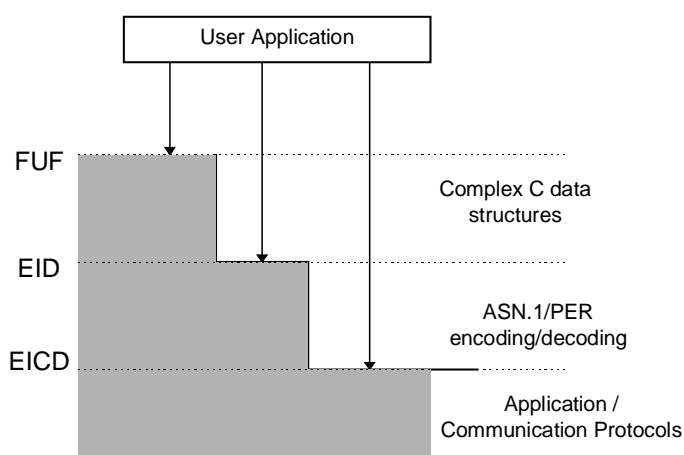 User Application
FUF
Complex C data
structures
EID
ASN.1/PER
encoding/decoding
EICD
Application /
Communication Protocols